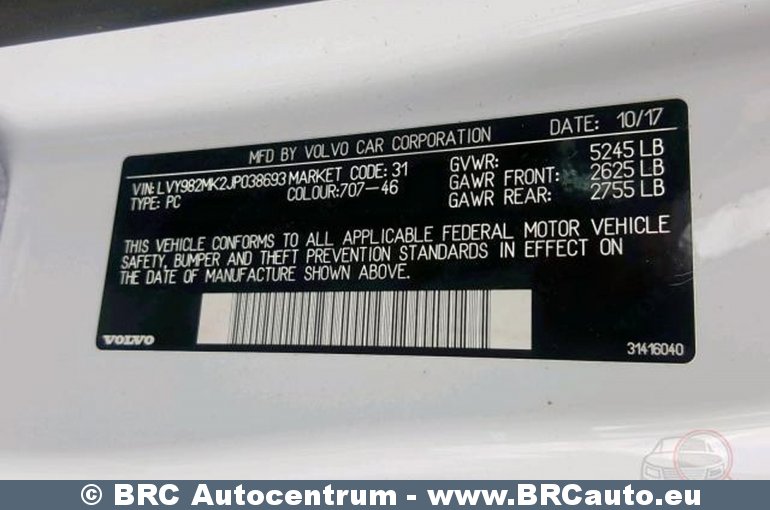 MFD BY VOLVO CAR CORPORATION DATE: 10/17
VIN: LVY982MK2JP038693 MARKET CODE: 31 GVWR: 5245 LB
TYPE: PC COLOUR:707-46 GAWR FRONT: 2625 LB
GAWR REAR: 2755 LB
THIS VEHICLE CONFORMS TO ALL APPLICABLE FEDERAL MOTOR VEHICLE
SAFETY, BUMPER AND THEFT PREVENTION STANDARDS IN EFFECT ON
THE DATE OF MANUFACTURE SHOWN ABOVE.
VOLVO 31416040
© BRC Autocentrum - www.BRCauto.eu